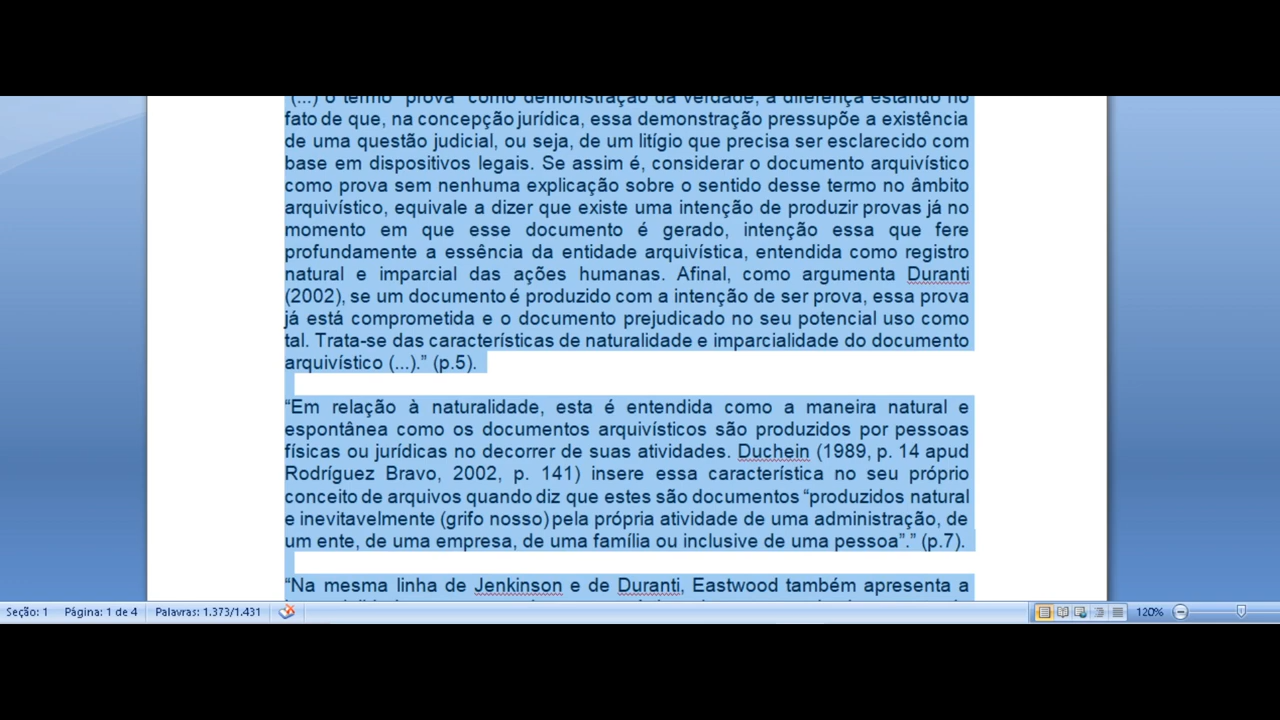 (...) o termo “prova” como demonstração da verdade, a diferença estando no
fato de que, na concepção jurídica, essa demonstração pressupõe a existência
de uma questão judicial, ou seja, de um litígio que precisa ser esclarecido com
base em dispositivos legais. Se assim é, considerar o documento arquivístico
como prova sem nenhuma explicação sobre o sentido desse termo no âmbito
arquivístico, equivale a dizer que existe uma intenção de produzir provas já no
momento em que esse documento é gerado, intenção essa que fere
profundamente a essência da entidade arquivística, entendida como registro
natural e imparcial das ações humanas. Afinal, como argumenta Duranti
(2002), se um documento é produzido com a intenção de ser prova, essa prova
já está comprometida e o documento prejudicado no seu potencial uso como
tal. Trata-se das características de naturalidade e imparcialidade do documento
arquivístico (...).” (p.5).
“Em relação à naturalidade, esta é entendida como a maneira natural e
espontânea como os documentos arquivísticos são produzidos por pessoas
físicas ou jurídicas no decorrer de suas atividades. Duchein (1989, p. 14 apud
Rodríguez Bravo, 2002, p. 141) insere essa característica no seu próprio
conceito de arquivos quando diz que estes são documentos “produzidos natural
e inevitavelmente (grifo nosso) pela própria atividade de uma administração, de
um ente, de uma empresa, de uma família ou inclusive de uma pessoa”.” (p.7).
“Na mesma linha de Jenkinson e de Duranti, Eastwood também apresenta a
Seção: 1 Página: 1 de 4 Palavras: 1.373/1.431 120%